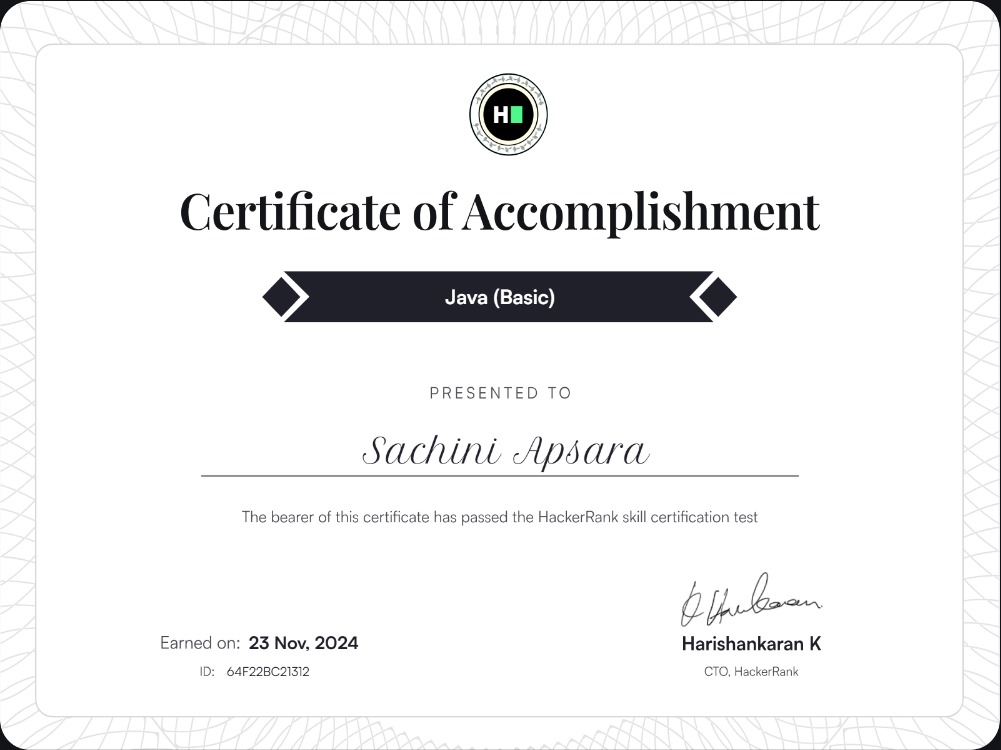 H
Certificate of Accomplishment
Java (Basic)
PRESENTED TO
Sachini Apsara
The bearer of this certificate has passed the HackerRank skill certification test
Earned on: 23 Nov, 2024
ID: 64F22BC21312
Harishankaran K
CTO, HackerRank